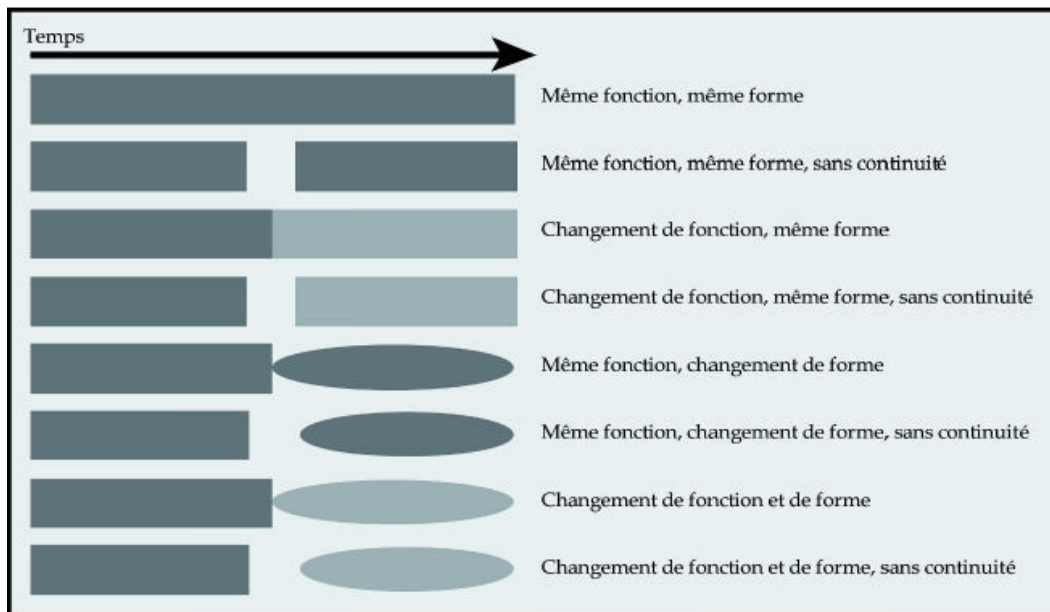 Temps
Même fonction, même forme
Même fonction, même forme, sans continuité
Changement de fonction, même forme
Changement de fonction, même forme, sans continuité
Même fonction, changement de forme
Même fonction, changement de forme, sans continuité
Changement de fonction et de forme
Changement de fonction et de forme, sans continuité